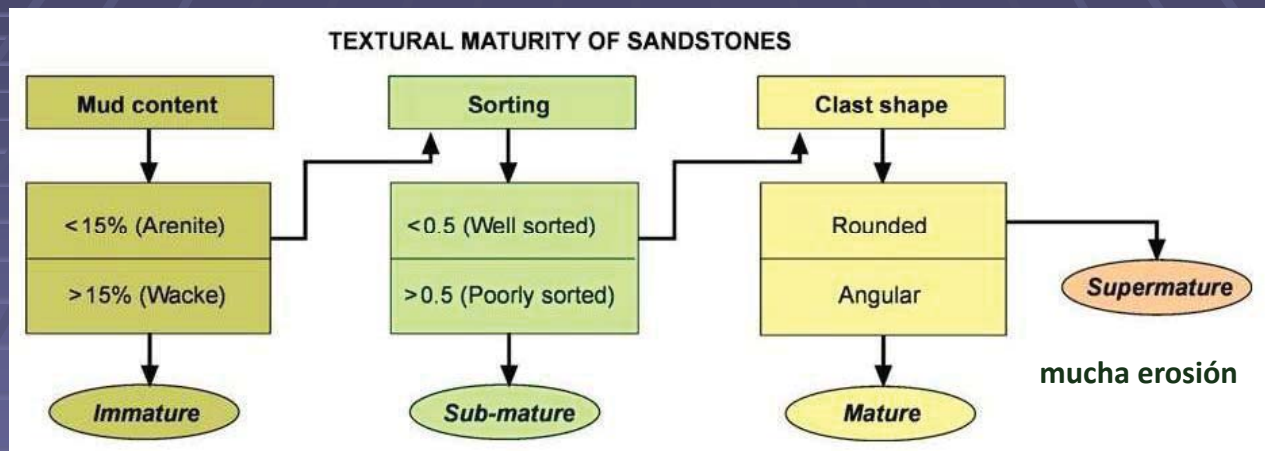 TEXTURAL MATURITY OF SANDSTONES
Mud content
<15% (Arenite)
>15% (Wacke)
Immature
Sorting
<0.5 (Well sorted)
>0.5 (Poorly sorted)
Sub-mature
Clast shape
Rounded
Angular
Mature
Supermature
mucha erosión